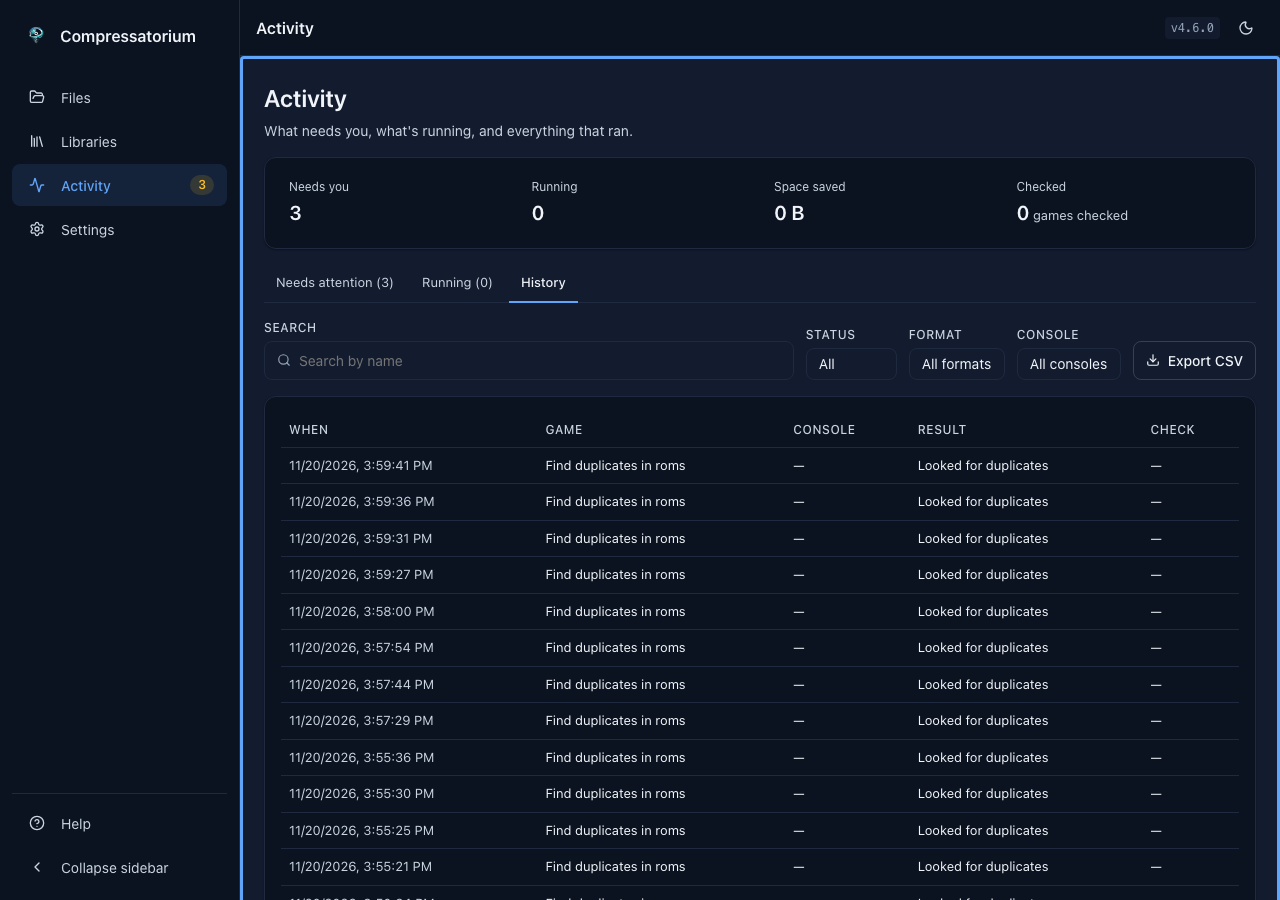 Compressatorium
Activity
v4.6.0
Files
Libraries
Activity 3
Settings
Help
Collapse sidebar
Activity
What needs you, what's running, and everything that ran.
Needs you Running Space saved Checked
3 0 0 B 0 games checked
Needs attention (3) Running (0) History
SEARCH STATUS FORMAT CONSOLE
Search by name All All formats All consoles Export CSV
WHEN GAME CONSOLE RESULT CHECK
11/20/2026, 3:59:41 PM Find duplicates in roms — Looked for duplicates —
11/20/2026, 3:59:36 PM Find duplicates in roms — Looked for duplicates —
11/20/2026, 3:59:31 PM Find duplicates in roms — Looked for duplicates —
11/20/2026, 3:59:27 PM Find duplicates in roms — Looked for duplicates —
11/20/2026, 3:58:00 PM Find duplicates in roms — Looked for duplicates —
11/20/2026, 3:57:54 PM Find duplicates in roms — Looked for duplicates —
11/20/2026, 3:57:44 PM Find duplicates in roms — Looked for duplicates —
11/20/2026, 3:57:29 PM Find duplicates in roms — Looked for duplicates —
11/20/2026, 3:55:36 PM Find duplicates in roms — Looked for duplicates —
11/20/2026, 3:55:30 PM Find duplicates in roms — Looked for duplicates —
11/20/2026, 3:55:25 PM Find duplicates in roms — Looked for duplicates —
11/20/2026, 3:55:21 PM Find duplicates in roms — Looked for duplicates —